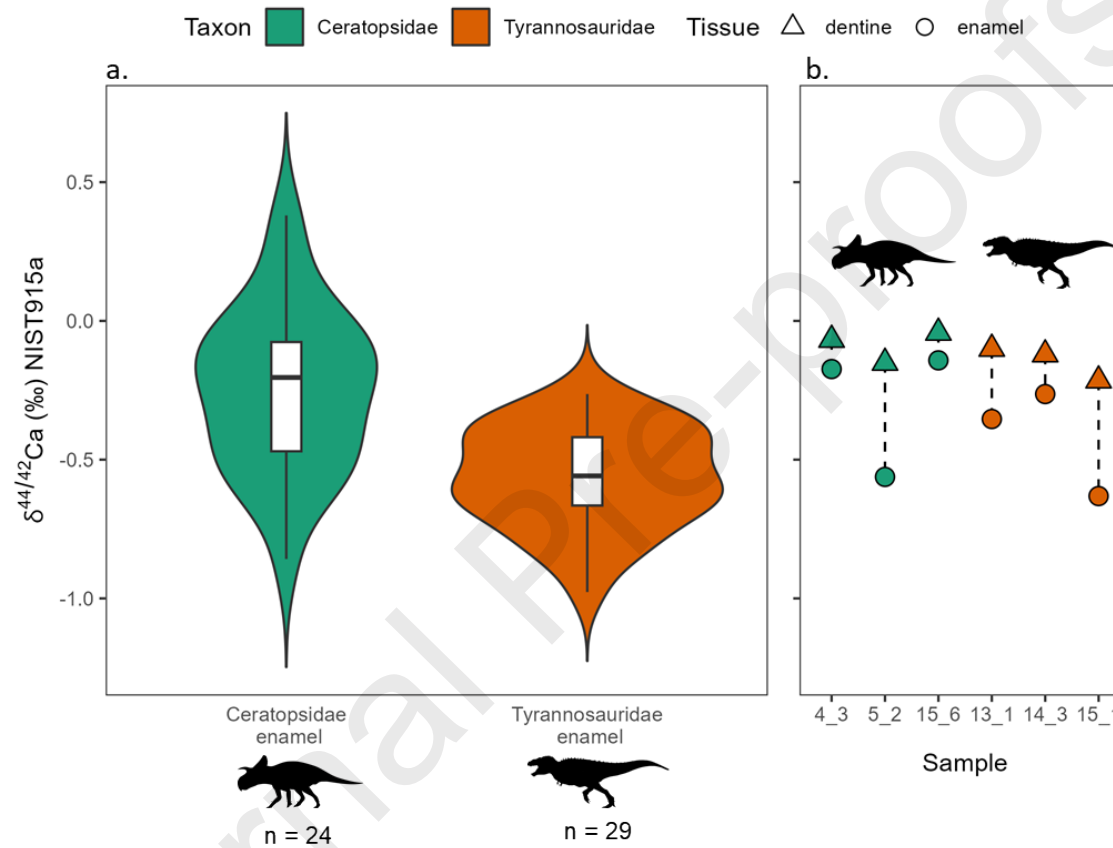 Taxon Ceratopsidae Tyrannosauridae Tissue dentine enamel
a.
b.
δ44/42Ca (‰) NIST915a
0.5
0.0
-0.5
-1.0
Ceratopsidae
enamel
Tyrannosauridae
enamel
n = 24
n = 29
4_3 5_2 15_6 13_1 14_3
Sample
rnal Pre-proofs